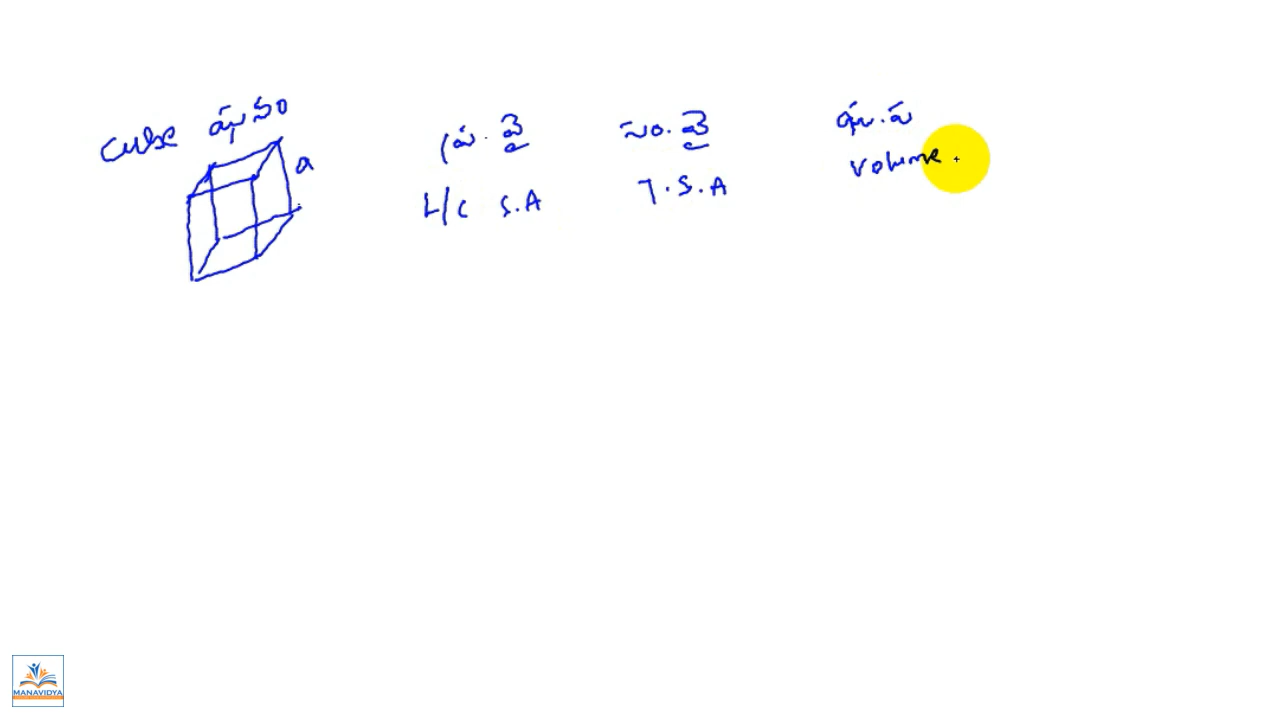 Cube ఘనం
a
ప్ర. వై
L/C S.A
సం. వై
T.S.A
ఘ. ప
Volume
MANAVIDYA